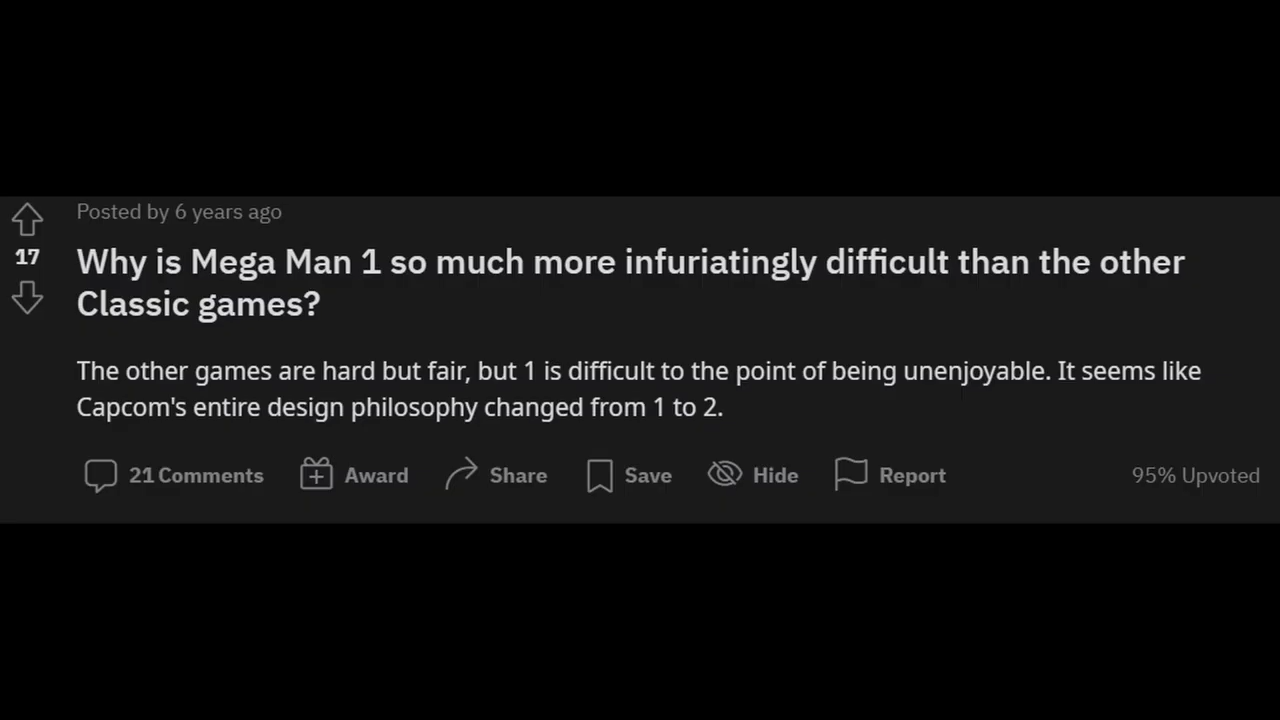 Posted by 6 years ago
17
Why is Mega Man 1 so much more infuriatingly difficult than the other
Classic games?
The other games are hard but fair, but 1 is difficult to the point of being unenjoyable. It seems like
Capcom's entire design philosophy changed from 1 to 2.
21 Comments Award Share Save Hide Report 95% Upvoted